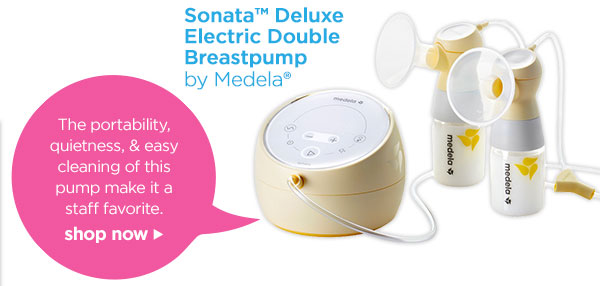 Sonata™ Deluxe
Electric Double
Breastpump
by Medela®
The portability,
quietness, & easy
cleaning of this
pump make it a
staff favorite.
shop now ▶
medela
medela
medela